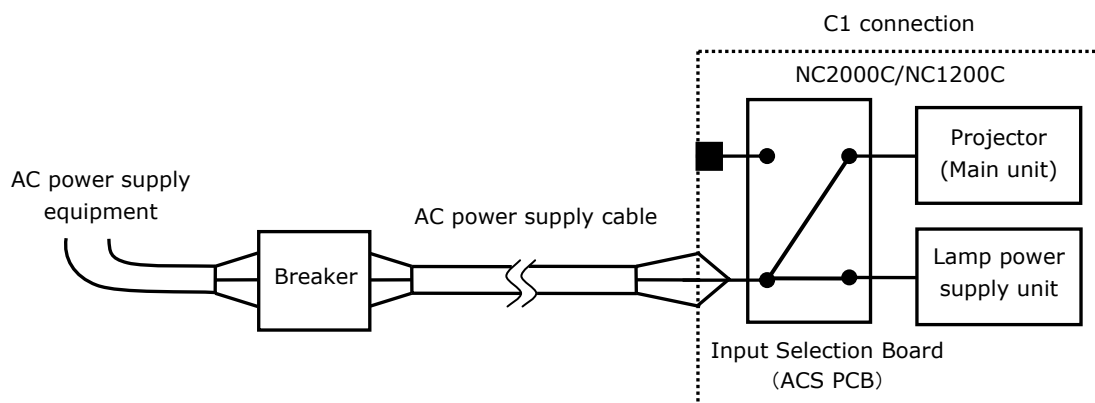 C1 connection
NC2000C/NC1200C
Projector
(Main unit)
AC power supply
equipment
AC power supply cable
Breaker
Lamp power
supply unit
Input Selection Board
（ACS PCB）